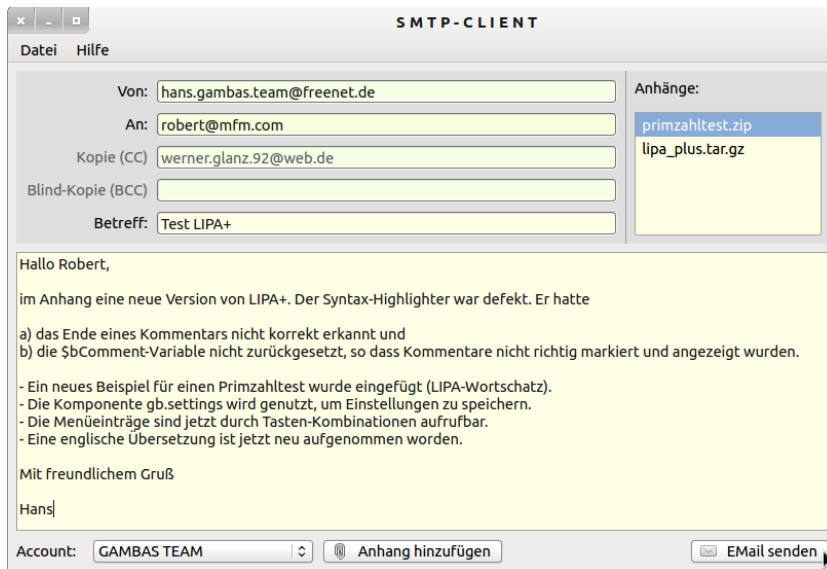 SMTP-CLIENT
Datei Hilfe
Von: hans.gambas.team@freenet.de
An: robert@mfm.com
Kopie (CC) werner.glanz.92@web.de
Blind-Kopie (BCC)
Betreff: Test LIPA+
Anhänge:
primzahltest.zip
lipa_plus.tar.gz
Hallo Robert,
im Anhang eine neue Version von LIPA+. Der Syntax-Highlighter war defekt. Er hatte
a) das Ende eines Kommentars nicht korrekt erkannt und
b) die $bComment-Variable nicht zurückgesetzt, so dass Kommentare nicht richtig markiert und angezeigt wurden.
- Ein neues Beispiel für einen Primzahltest wurde eingefügt (LIPA-Wortschatz).
- Die Komponente gb.settings wird genutzt, um Einstellungen zu speichern.
- Die Menüeinträge sind jetzt durch Tasten-Kombinationen aufrufbar.
- Eine englische Übersetzung ist jetzt neu aufgenommen worden.
Mit freundlichem Gruß
Hans
Account: GAMBAS TEAM Anhang hinzufügen EMail senden